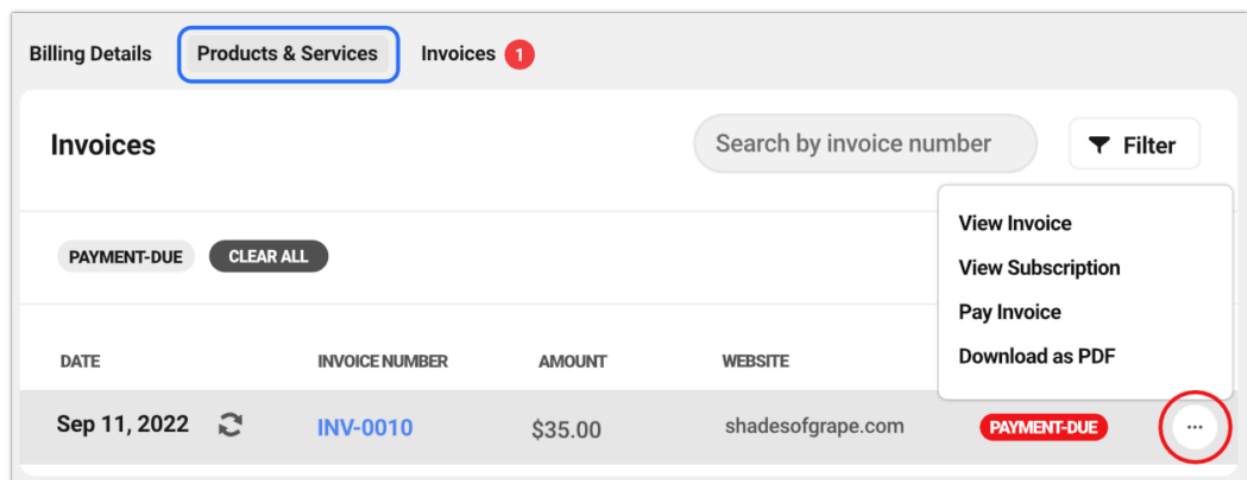 Billing Details Products & Services Invoices 1
Invoices Search by invoice number Filter
View Invoice
View Subscription
Pay Invoice
Download as PDF
PAYMENT-DUE CLEAR ALL
DATE INVOICE NUMBER AMOUNT WEBSITE
Sep 11, 2022 INV-0010 $35.00 shadesofgrape.com PAYMENT-DUE ...